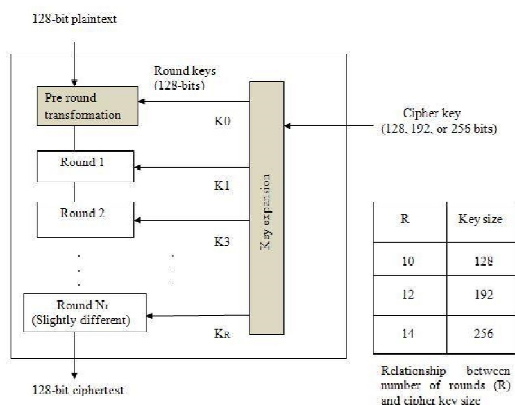 128-bit plaintext
Round keys
(128-bits)
Pre round
transformation
K0
Cipher key
(128, 192, or 256 bits)
Round 1
K1
Round 2
K3
Key expansion
R Key size
10 128
12 192
14 256
Round Nr
(Slightly different)
KR
128-bit ciphertest
Relationship between
number of rounds (R)
and cipher key size